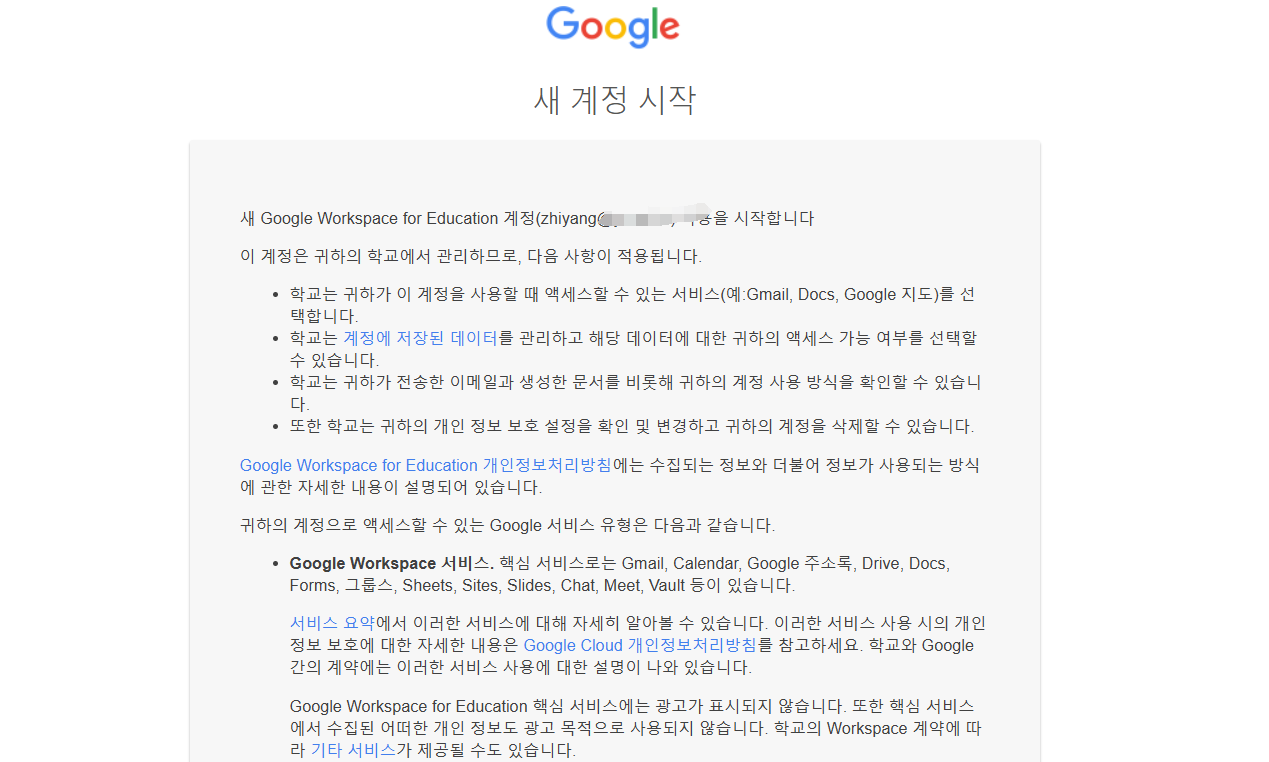 Google
새 계정 시작
새 Google Workspace for Education 계정(zhiyang@ 시작합니다
이 계정은 귀하의 학교에서 관리하므로, 다음 사항이 적용됩니다.
• 학교는 귀하가 이 계정을 사용할 때 액세스할 수 있는 서비스(예:Gmail, Docs, Google 지도)를 선
택합니다.
• 학교는 계정에 저장된 데이터를 관리하고 해당 데이터에 대한 귀하의 액세스 가능 여부를 선택할
수 있습니다.
• 학교는 귀하가 전송한 이메일과 생성한 문서를 비롯해 귀하의 계정 사용 방식을 확인할 수 있습니
다.
• 또한 학교는 귀하의 개인 정보 보호 설정을 확인 및 변경하고 귀하의 계정을 삭제할 수 있습니다.
Google Workspace for Education 개인정보처리방침에는 수집되는 정보와 더불어 정보가 사용되는 방식
에 관한 자세한 내용이 설명되어 있습니다.
귀하의 계정으로 액세스할 수 있는 Google 서비스 유형은 다음과 같습니다.
• Google Workspace 서비스. 핵심 서비스로는 Gmail, Calendar, Google 주소록, Drive, Docs,
Forms, 그룹스, Sheets, Sites, Slides, Chat, Meet, Vault 등이 있습니다.
서비스 요약에서 이러한 서비스에 대해 자세히 알아볼 수 있습니다. 이러한 서비스 사용 시의 개인
정보 보호에 대한 자세한 내용은 Google Cloud 개인정보처리방침를 참고하세요. 학교와 Google
간의 계약에는 이러한 서비스 사용에 대한 설명이 나와 있습니다.
Google Workspace for Education 핵심 서비스에는 광고가 표시되지 않습니다. 또한 핵심 서비스
에서 수집된 어떠한 개인 정보도 광고 목적으로 사용되지 않습니다. 학교의 Workspace 계약에 따
라 기타 서비스가 제공될 수도 있습니다.